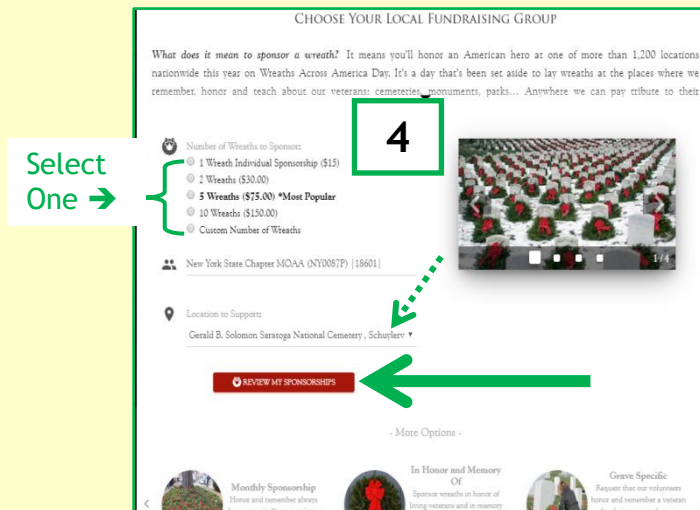 CHOOSE YOUR LOCAL FUNDRAISING GROUP
What does it mean to sponsor a wreath? It means you'll honor an American hero at one of more than 1,200 locations
nationwide this year on Wreaths Across America Day. It's a day that's been set aside to lay wreaths at the places where we
remember, honor and teach about our veterans: cemeteries, monuments, parks... Anywhere we can pay tribute to their
4
Select
One →
Number of Wreaths to Sponsor:
1 Wreath Individual Sponsorship ($15)
2 Wreaths ($30.00)
5 Wreaths ($75.00) *Most Popular
10 Wreaths ($150.00)
Custom Number of Wreaths
1/4
New York State Chapter MOAA (NY0087P) |18601|
Location to Support:
Gerald B. Solomon Saratoga National Cemetery , Schuylerv
REVIEW MY SPONSORSHIPS
- More Options -
Monthly Sponsorship
Honor and remember always
In Honor and Memory
Of
Sponsor wreaths in honor of
living veterans and in memory
Grave Specific
Request that our volunteers
honor and remember a veteran